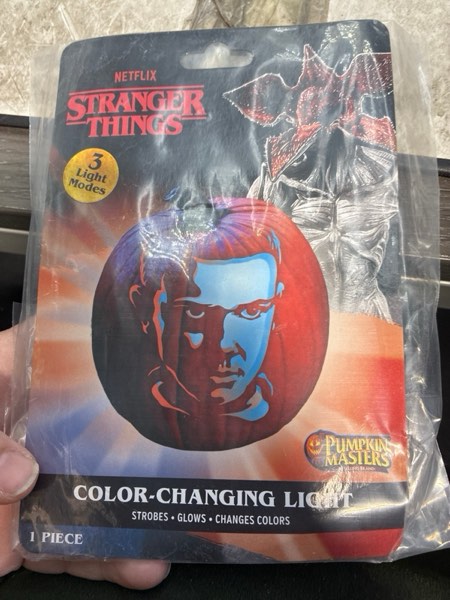 NETFLIX
STRANGER
THINGS
3
Light
Modes
PUMPKIN
MASTERS
COLOR-CHANGING LIGHT
STROBES • GLOWS • CHANGES COLORS
1 PIECE